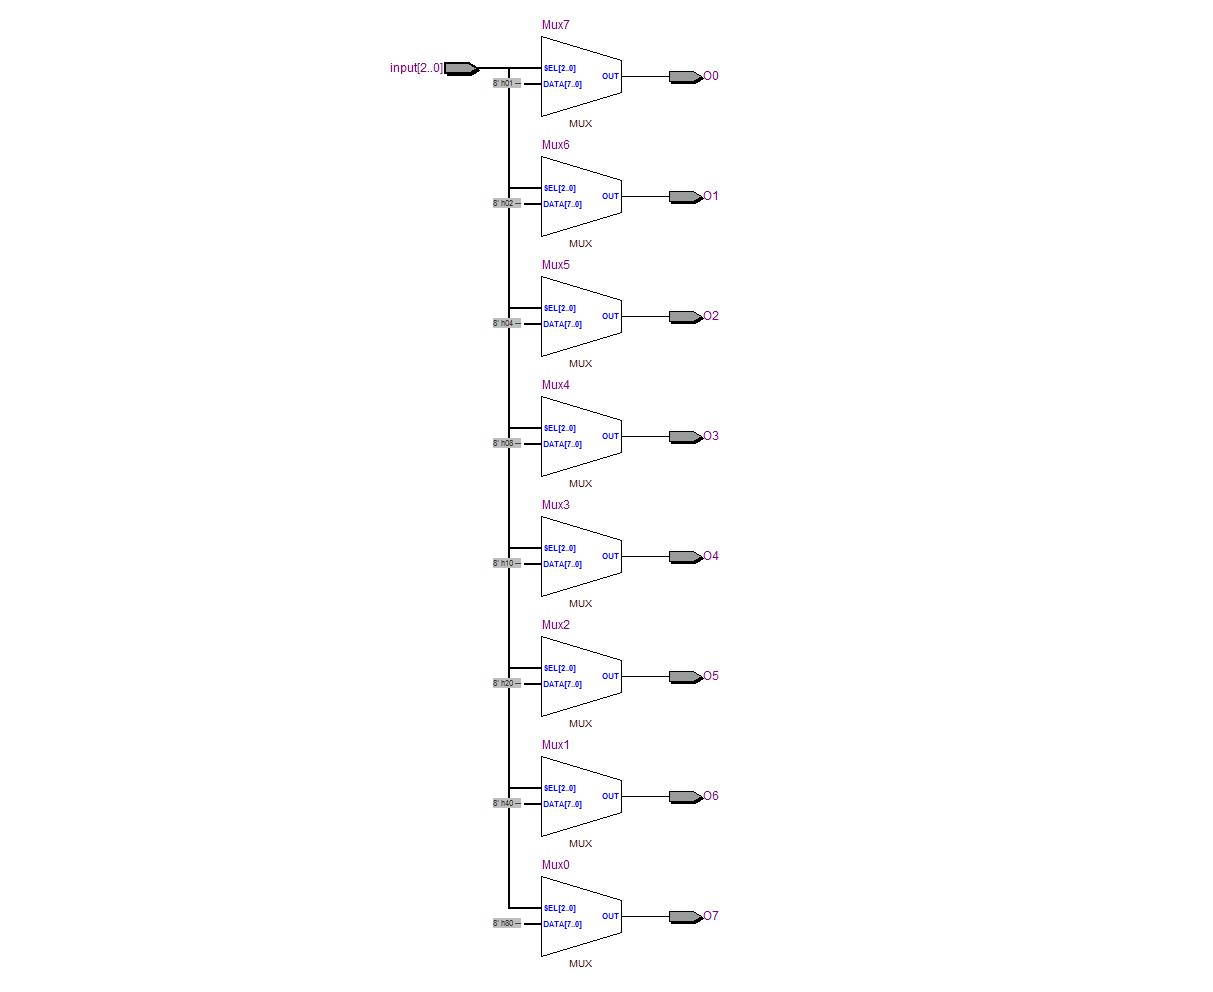 Mux7
input[2..0]
SEL[2..0]
OUT
O0
8' h01
DATA[7..0]
MUX
Mux6
SEL[2..0]
OUT
O1
8' h02
DATA[7..0]
MUX
Mux5
SEL[2..0]
OUT
O2
8' h04
DATA[7..0]
MUX
Mux4
SEL[2..0]
OUT
O3
8' h08
DATA[7..0]
MUX
Mux3
SEL[2..0]
OUT
O4
8' h10
DATA[7..0]
MUX
Mux2
SEL[2..0]
OUT
O5
8' h20
DATA[7..0]
MUX
Mux1
SEL[2..0]
OUT
O6
8' h40
DATA[7..0]
MUX
Mux0
SEL[2..0]
OUT
O7
8' h80
DATA[7..0]
MUX